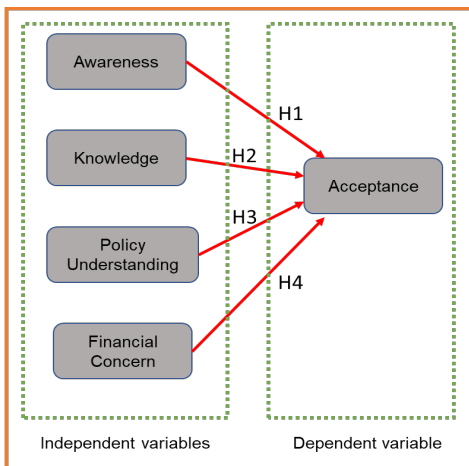 Awareness
H1
Knowledge
H2
Acceptance
H3
Policy
Understanding
H4
Financial
Concern
Independent variables
Dependent variable